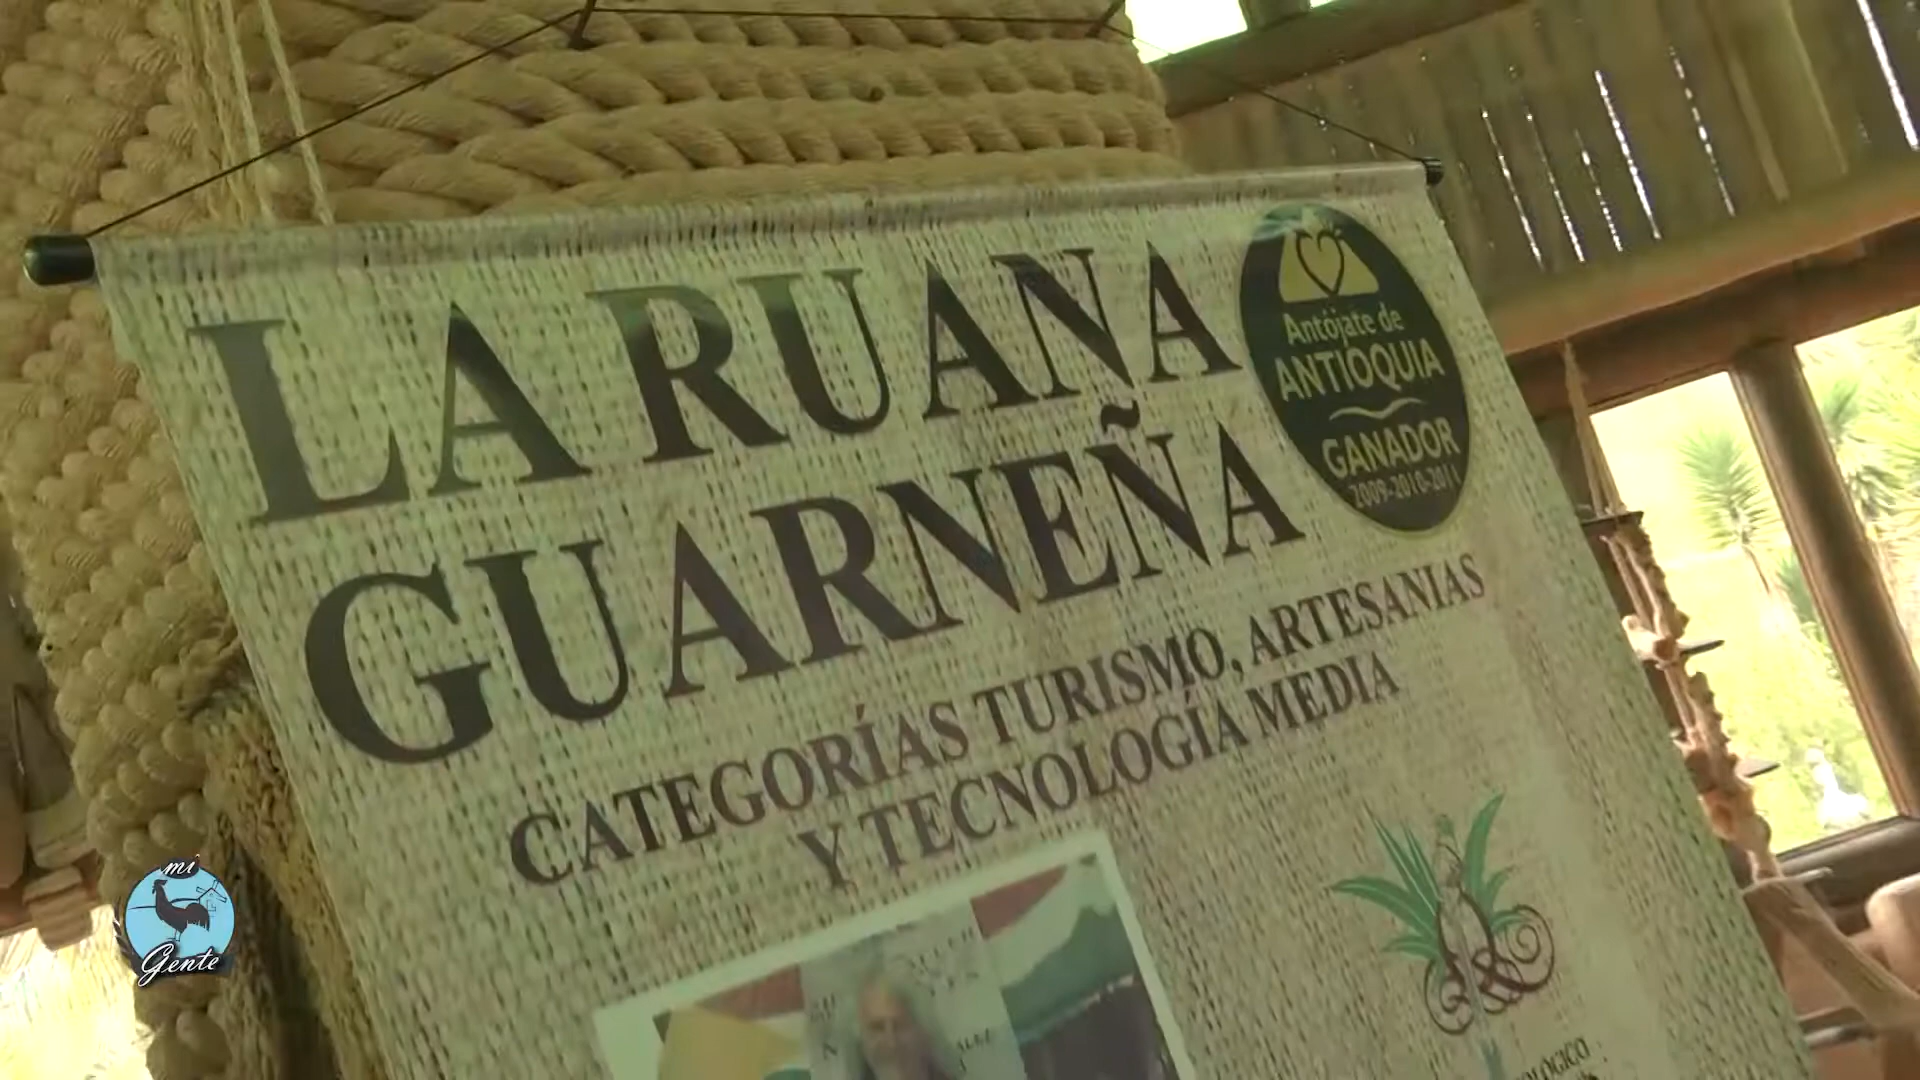 LA RUANA
GUARNEÑA
Antójate de
ANTIOQUIA
GANADOR
2009-2010-2011
CATEGORÍAS TURISMO, ARTESANIAS
Y TECNOLOGÍA MEDIA
mi
Gente